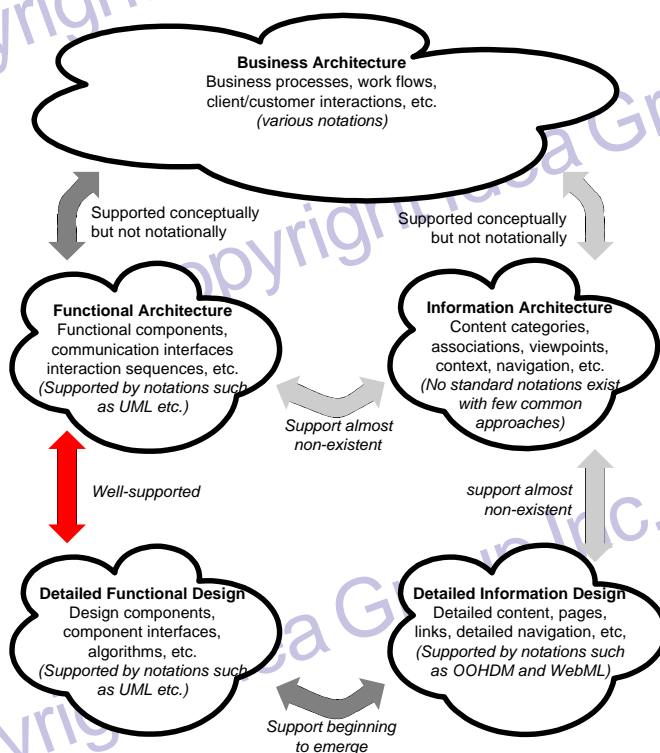 Business Architecture
Business processes, work flows,
client/customer interactions, etc.
(various notations)
Supported conceptually
but not notationally
Supported conceptually
but not notationally
Functional Architecture
Functional components,
communication interfaces
interaction sequences, etc.
(Supported by notations such
as UML etc.)
Information Architecture
Content categories,
associations, viewpoints,
context, navigation, etc.
(No standard notations exist
with few common
approaches)
Support almost
non-existent
Well-supported
support almost
non-existent
Detailed Functional Design
Design components,
component interfaces,
algorithms, etc.
(Supported by notations such
as UML etc.)
Detailed Information Design
Detailed content, pages,
links, detailed navigation, etc,
(Supported by notations such
as OOHDM and WebML)
Support beginning
to emerge